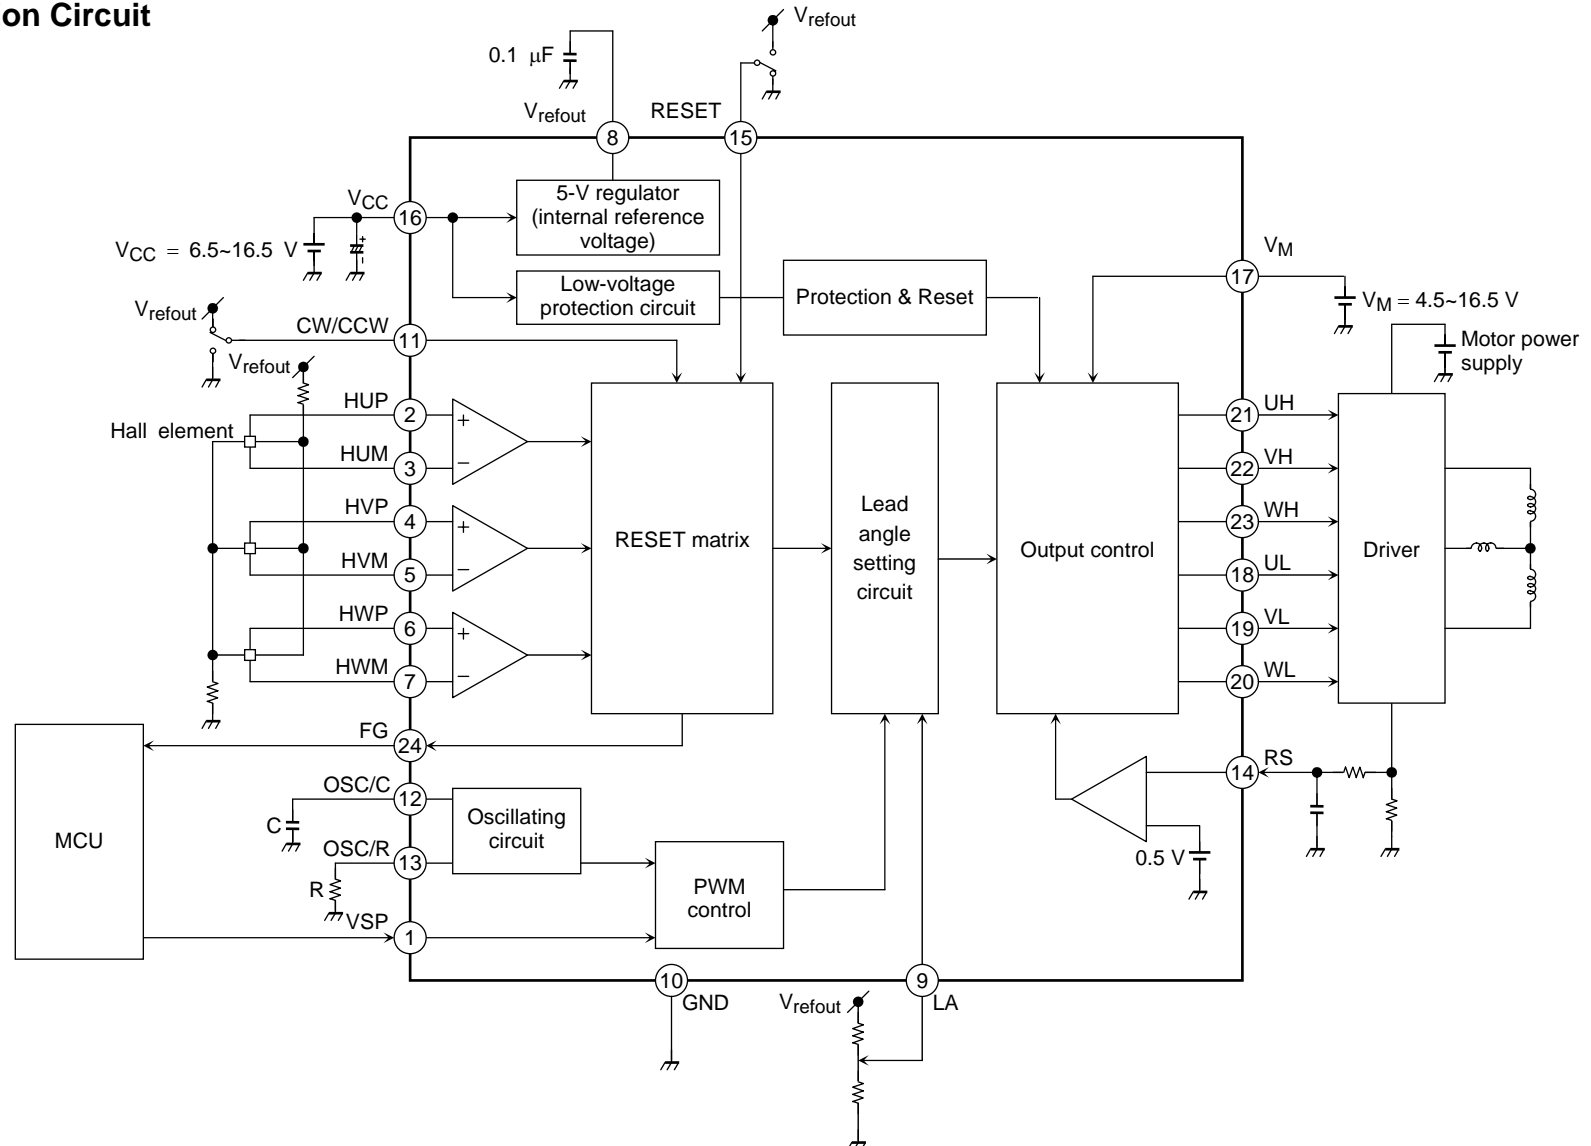 on Circuit
Vrefout
0.1 μF
Vrefout
RESET
8
15
5-V regulator
(internal reference
voltage)
VCC
16
VCC = 6.5~16.5 V
Low-voltage
protection circuit
Protection & Reset
VM
17
VM = 4.5~16.5 V
Motor power
supply
Vrefout
CW/CCW
11
Vrefout
Hall element
HUP
2
+
HUM
3
−
HVP
4
+
HVM
5
−
HWP
6
+
HWM
7
−
RESET matrix
Lead
angle
setting
circuit
Output control
21
UH
22
VH
23
WH
18
UL
19
VL
20
WL
Driver
FG
24
MCU
OSC/C
12
C
OSC/R
13
R
Oscillating
circuit
VSP
1
PWM
control
14
RS
0.5 V
10
GND
9
LA
Vrefout
+
-